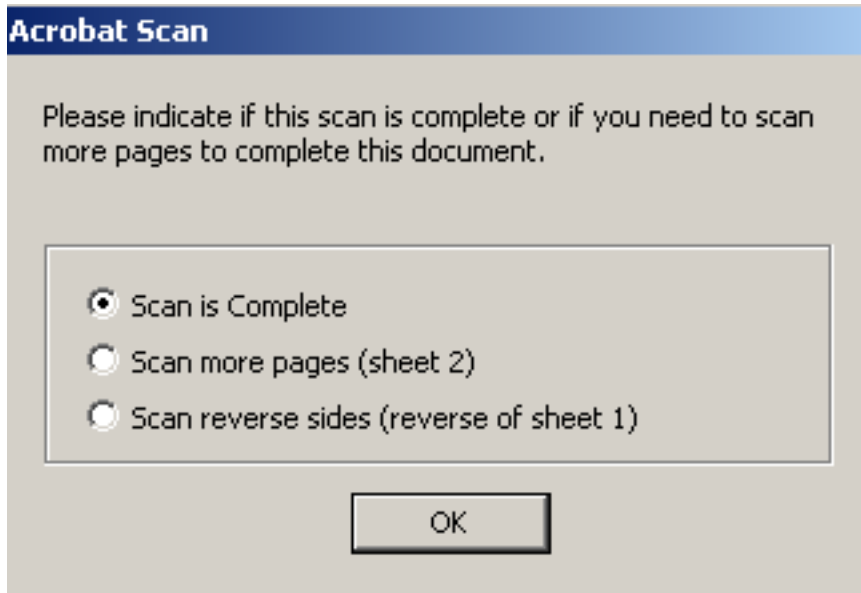 Acrobat Scan
Please indicate if this scan is complete or if you need to scan
more pages to complete this document.
Scan is Complete
Scan more pages (sheet 2)
Scan reverse sides (reverse of sheet 1)
OK